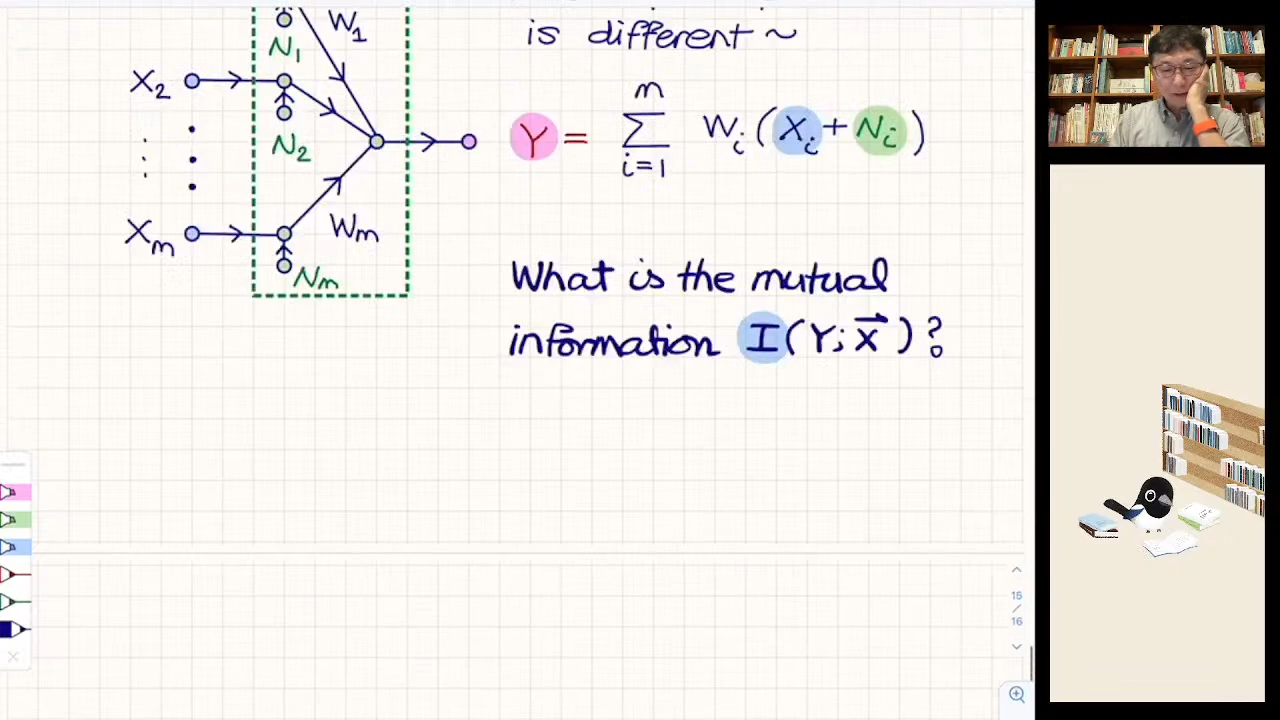 W₁
is different ~
N₁
X₂
m
Y = Σ Wᵢ (Xᵢ + Nᵢ)
i=1
N₂
Xₘ
Wₘ
Nₘ
What is the mutual
information I(Y; X⃗)?
15
/
16